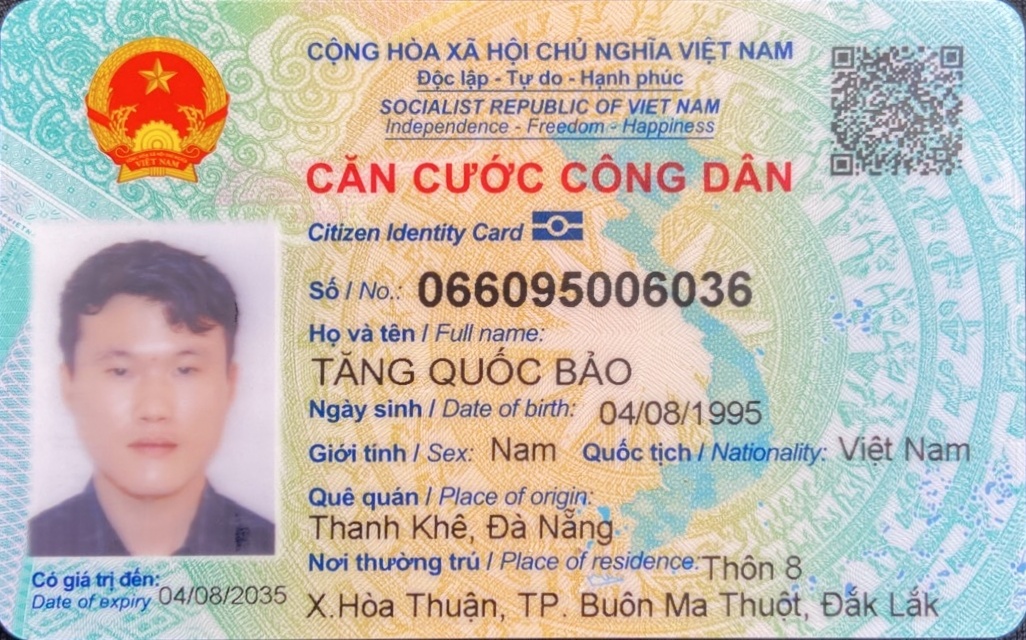 CỘNG HÒA XÃ HỘI CHỦ NGHĨA VIỆT NAM
Độc lập - Tự do - Hạnh phúc
SOCIALIST REPUBLIC OF VIET NAM
Independence - Freedom - Happiness
CĂN CƯỚC CÔNG DÂN
Citizen Identity Card
VIỆT NAM
Số / No.: 066095006036
Họ và tên / Full name:
TĂNG QUỐC BẢO
Ngày sinh / Date of birth: 04/08/1995
Giới tính / Sex: Nam Quốc tịch / Nationality: Việt Nam
Quê quán / Place of origin:
Thanh Khê, Đà Nẵng
Nơi thường trú / Place of residence: Thôn 8
X.Hòa Thuận, TP. Buôn Ma Thuột, Đắk Lắk
Có giá trị đến: 04/08/2035
Date of expiry